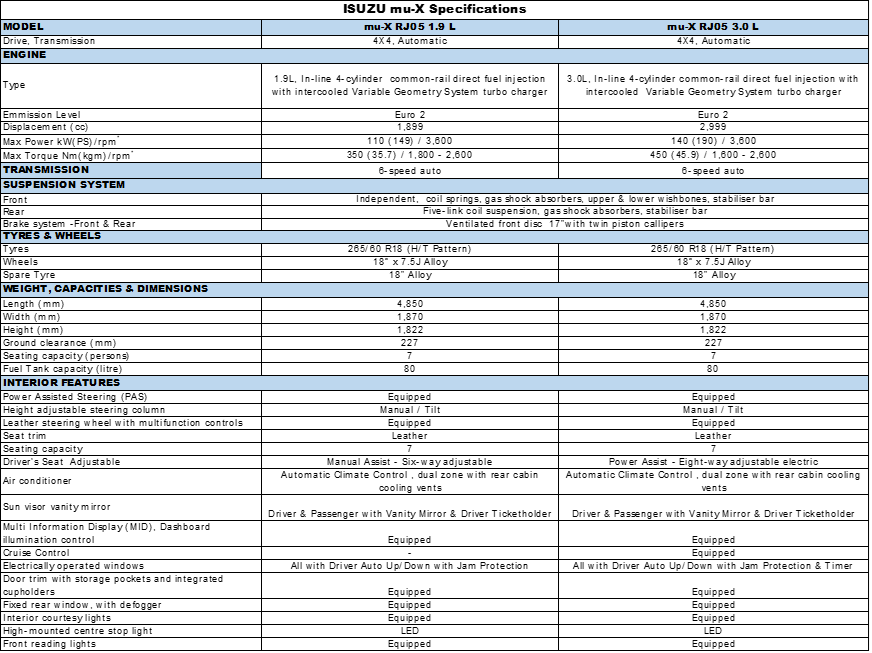 ISUZU mu-X Specifications
MODEL mu-X RJ05 1.9 L mu-X RJ05 3.0 L
Drive, Transmission 4X4, Automatic 4X4, Automatic
ENGINE
Type 1.9L, In-line 4-cylinder common-rail direct fuel injection with intercooled Variable Geometry System turbo charger 3.0L, In-line 4-cylinder common-rail direct fuel injection with intercooled Variable Geometry System turbo charger
Emmission Level Euro 2 Euro 2
Displacement (cc) 1,899 2,999
Max Power kW(PS)/rpm* 110 (149) / 3,600 140 (190) / 3,600
Max Torque Nm(kgm)/rpm* 350 (35.7) / 1,800 - 2,600 450 (45.9) / 1,600 - 2,600
TRANSMISSION 6-speed auto 6-speed auto
SUSPENSION SYSTEM
Front Independent, coil springs, gas shock absorbers, upper & lower wishbones, stabiliser bar
Rear Five-link coil suspension, gas shock absorbers, stabiliser bar
Brake system -Front & Rear Ventilated front disc 17"with twin piston callipers
TYRES & WHEELS
Tyres 265/60 R18 (H/T Pattern) 265/60 R18 (H/T Pattern)
Wheels 18" x 7.5J Alloy 18" x 7.5J Alloy
Spare Tyre 18" Alloy 18" Alloy
WEIGHT, CAPACITIES & DIMENSIONS
Length (mm) 4,850 4,850
Width (mm) 1,870 1,870
Height (mm) 1,822 1,822
Ground clearance (mm) 227 227
Seating capacity (persons) 7 7
Fuel Tank capacity (litre) 80 80
INTERIOR FEATURES
Power Assisted Steering (PAS) Equipped Equipped
Height adjustable steering column Manual / Tilt Manual / Tilt
Leather steering wheel with multifunction controls Equipped Equipped
Seat trim Leather Leather
Seating capacity 7 7
Driver's Seat Adjustable Manual Assist - Six-way adjustable Power Assist - Eight-way adjustable electric
Air conditioner Automatic Climate Control , dual zone with rear cabin cooling vents Automatic Climate Control , dual zone with rear cabin cooling vents
Sun visor vanity mirror Driver & Passenger with Vanity Mirror & Driver Ticketholder Driver & Passenger with Vanity Mirror & Driver Ticketholder
Multi Information Display (MID), Dashboard illumination control Equipped Equipped
Cruise Control - Equipped
Electrically operated windows All with Driver Auto Up/Down with Jam Protection All with Driver Auto Up/Down with Jam Protection & Timer
Door trim with storage pockets and integrated cupholders Equipped Equipped
Fixed rear window, with defogger Equipped Equipped
Interior courtesy lights Equipped Equipped
High-mounted centre stop light LED LED
Front reading lights Equipped Equipped